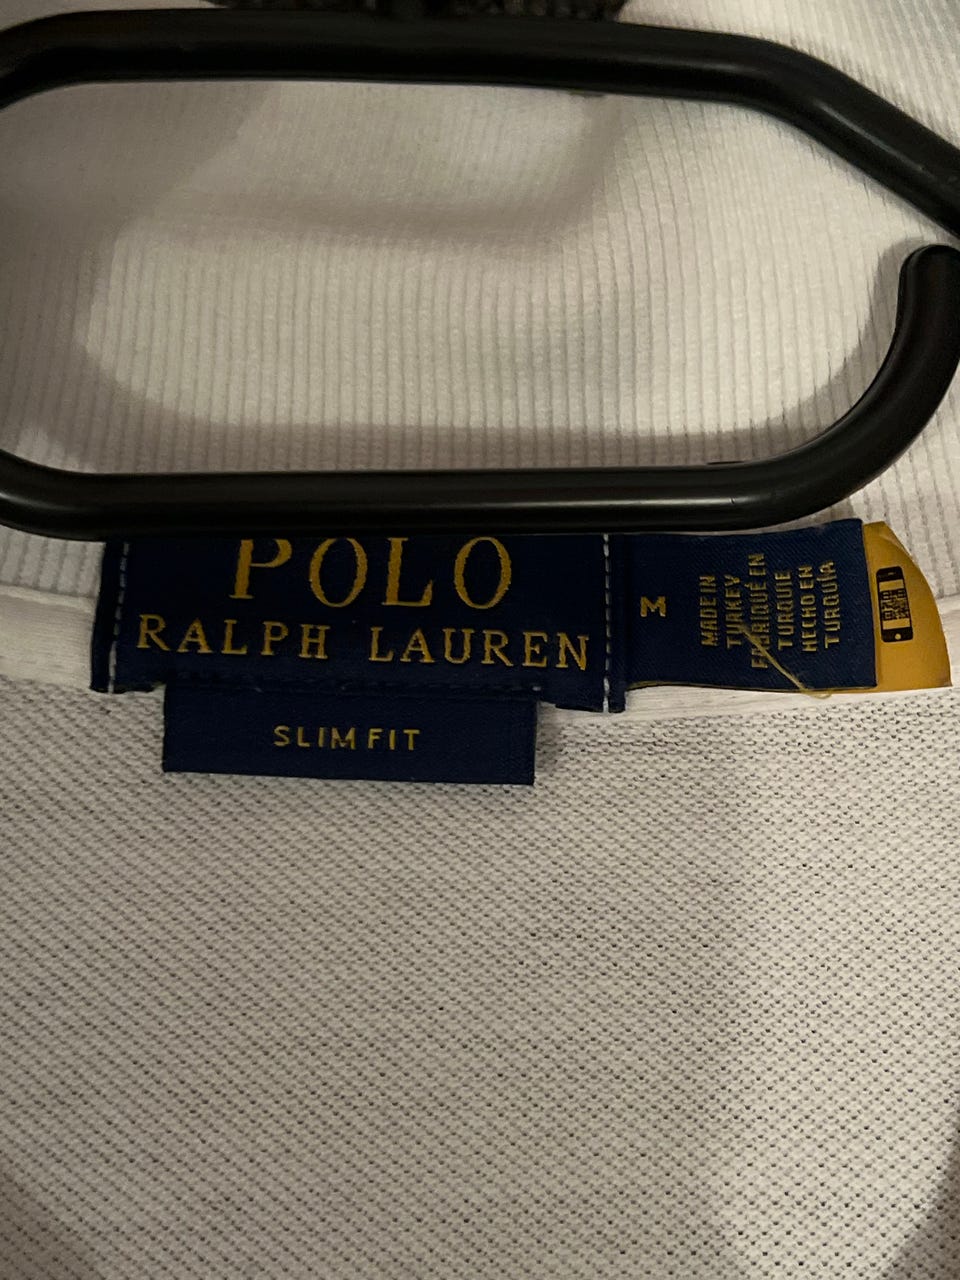 POLO
RALPH LAUREN
SLIM FIT
M
MADE IN
TURKEY
FABRIQUÉ EN
TURQUIE
HECHO EN
TURQUÍA